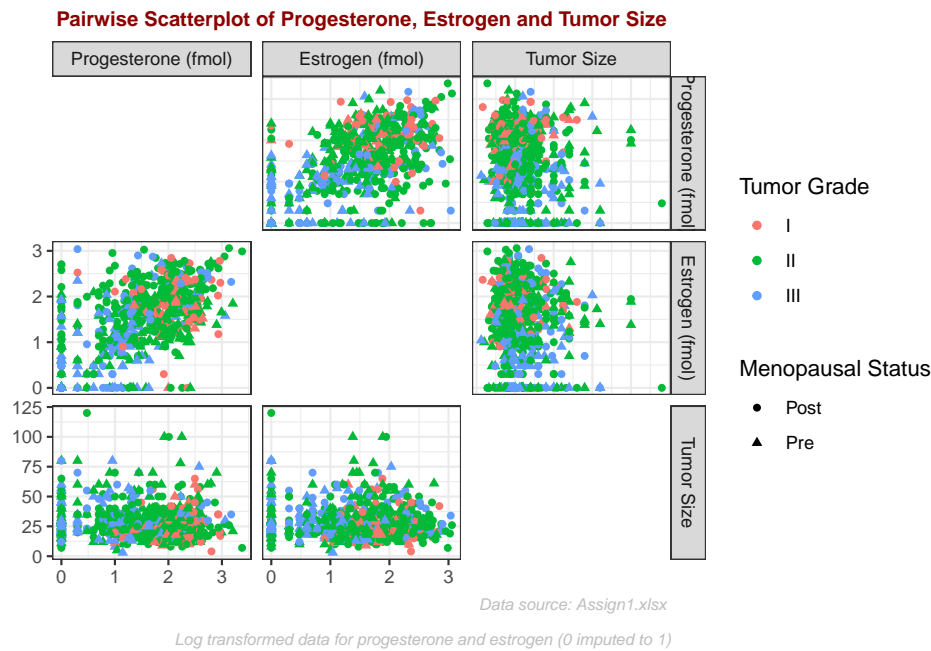 Pairwise Scatterplot of Progesterone, Estrogen and Tumor Size
Progesterone (fmol) Estrogen (fmol) Tumor Size
Progesterone (fmol
Tumor Grade
I
II
III
3
2
1
0
Estrogen (fmol)
Menopausal Status
Post
Pre
125
100
75
50
25
0
Tumor Size
0 1 2 3 0 1 2 3
Data source: Assign1.xlsx
Log transformed data for progesterone and estrogen (0 imputed to 1)